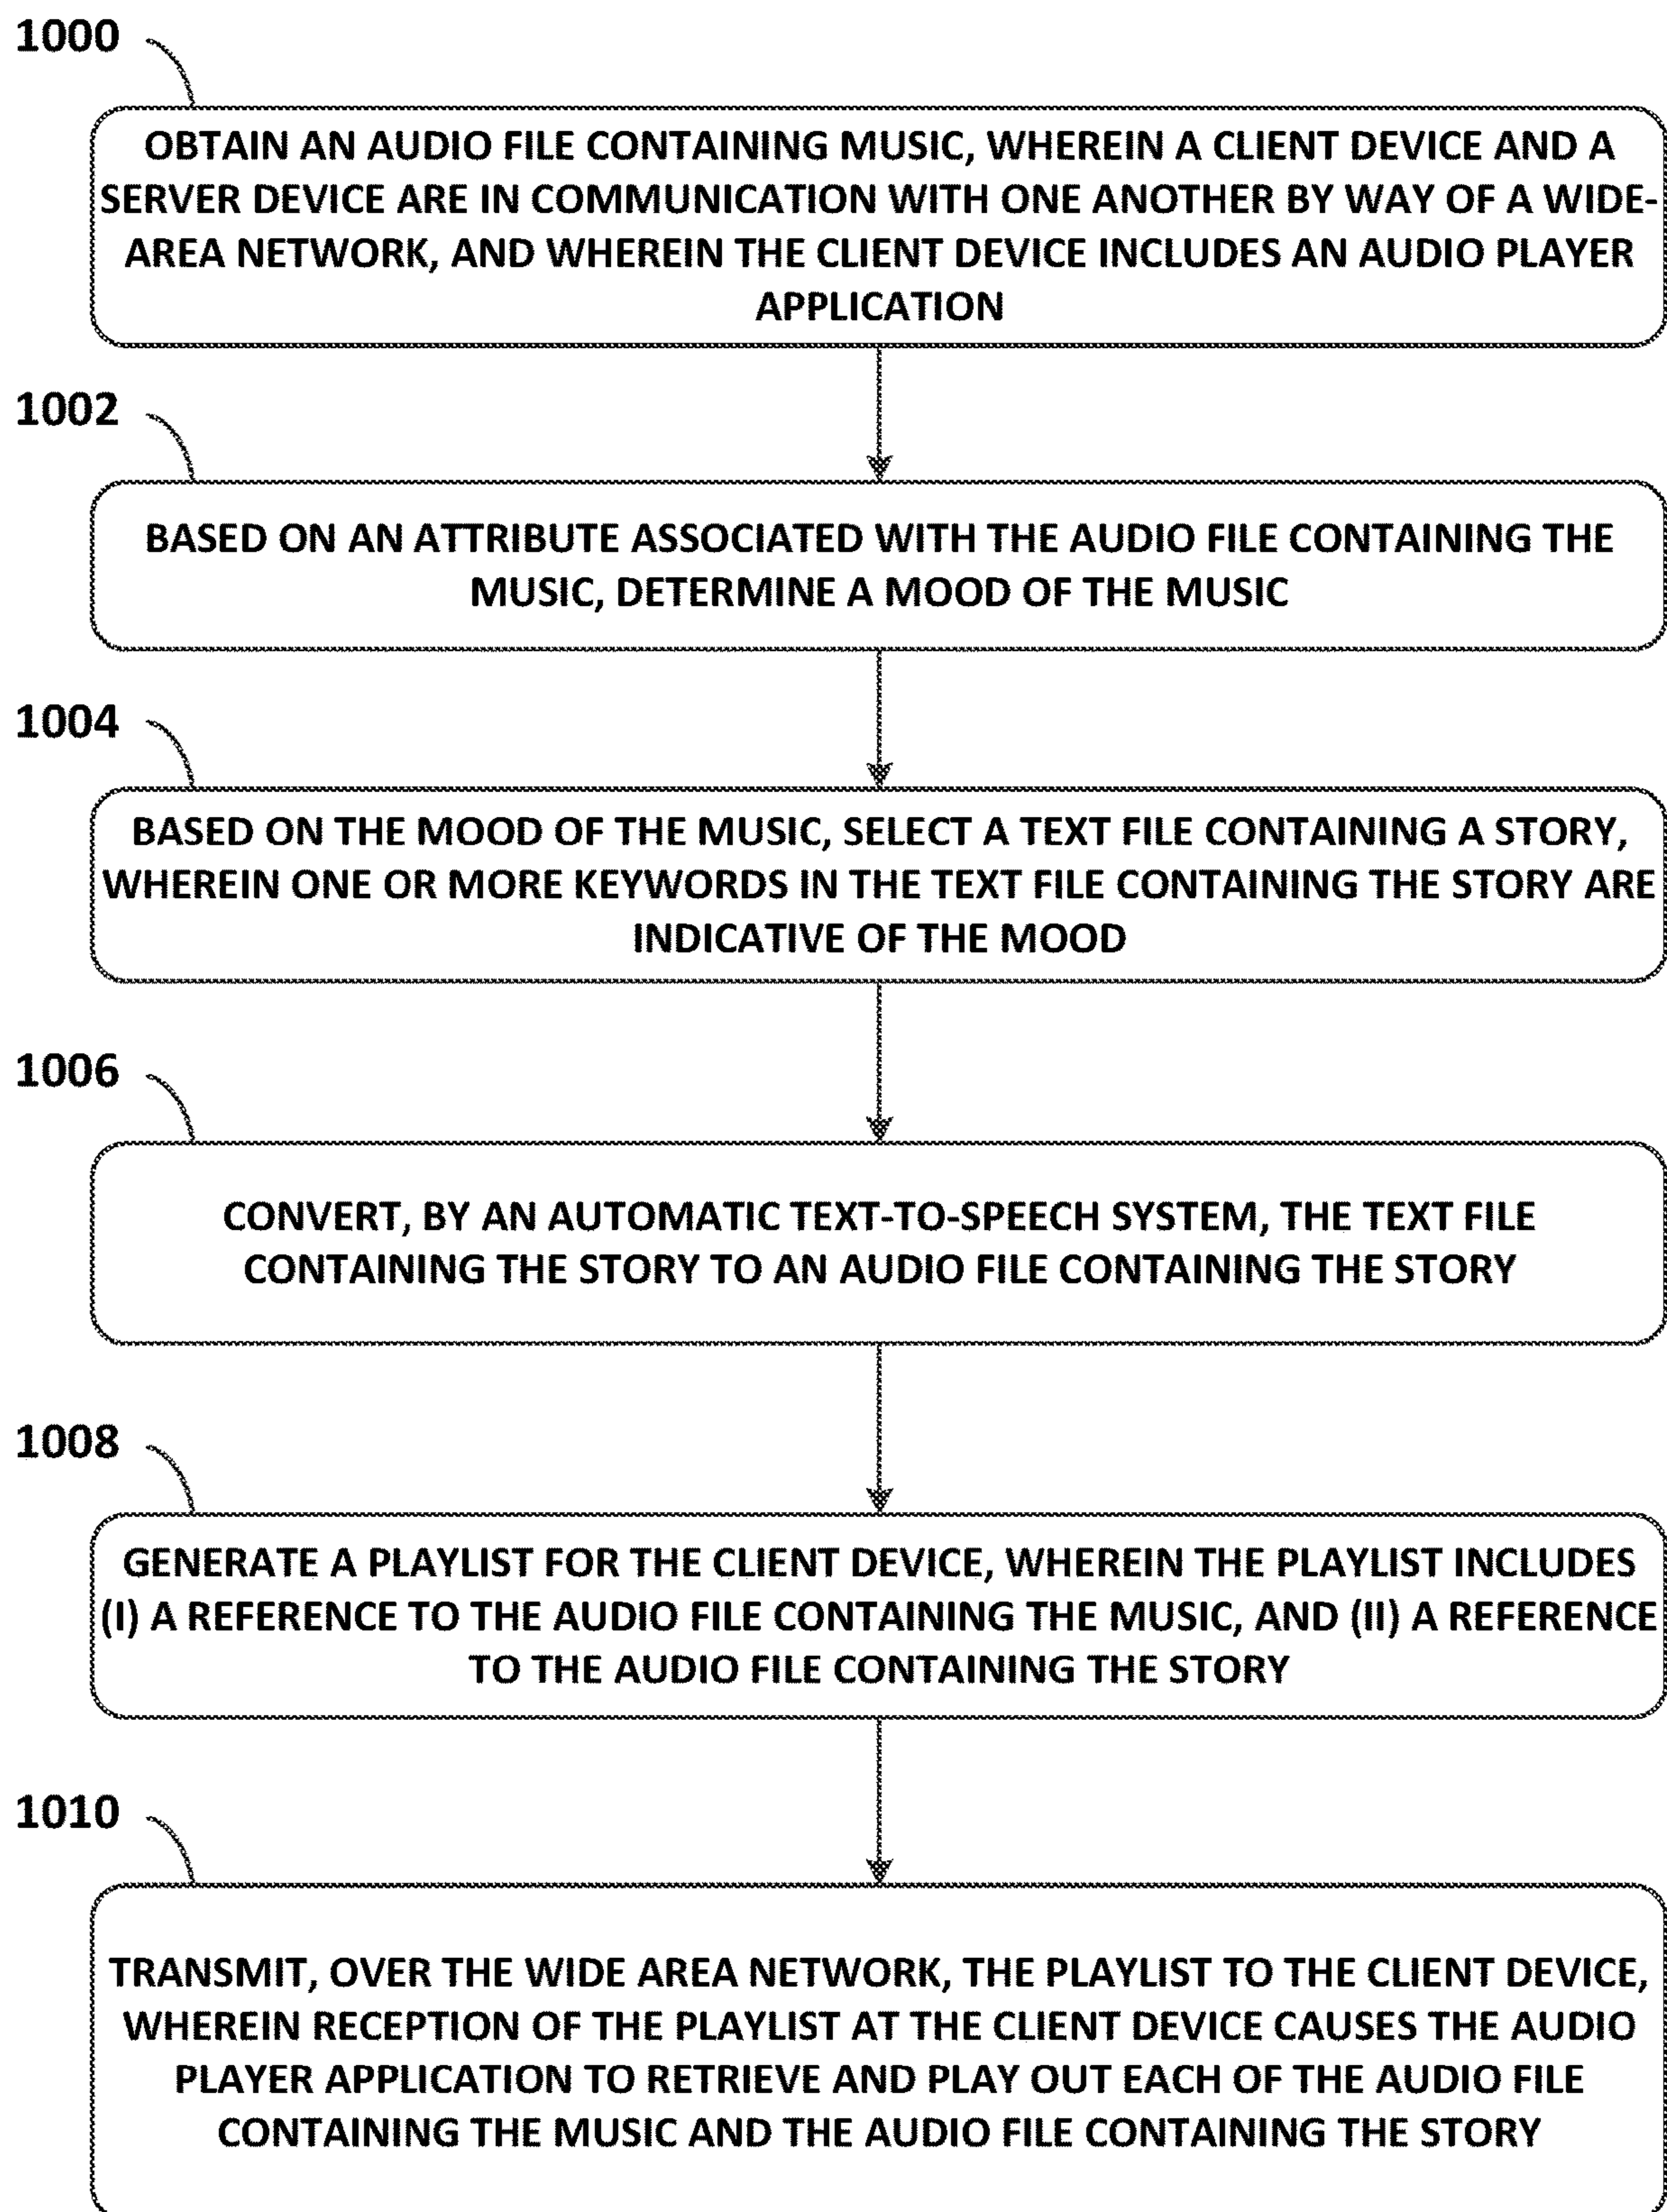 1000
OBTAIN AN AUDIO FILE CONTAINING MUSIC, WHEREIN A CLIENT DEVICE AND A
SERVER DEVICE ARE IN COMMUNICATION WITH ONE ANOTHER BY WAY OF A WIDE-
AREA NETWORK, AND WHEREIN THE CLIENT DEVICE INCLUDES AN AUDIO PLAYER
APPLICATION
1002
BASED ON AN ATTRIBUTE ASSOCIATED WITH THE AUDIO FILE CONTAINING THE
MUSIC, DETERMINE A MOOD OF THE MUSIC
1004
BASED ON THE MOOD OF THE MUSIC, SELECT A TEXT FILE CONTAINING A STORY,
WHEREIN ONE OR MORE KEYWORDS IN THE TEXT FILE CONTAINING THE STORY ARE
INDICATIVE OF THE MOOD
1006
CONVERT, BY AN AUTOMATIC TEXT-TO-SPEECH SYSTEM, THE TEXT FILE
CONTAINING THE STORY TO AN AUDIO FILE CONTAINING THE STORY
1008
GENERATE A PLAYLIST FOR THE CLIENT DEVICE, WHEREIN THE PLAYLIST INCLUDES
(I) A REFERENCE TO THE AUDIO FILE CONTAINING THE MUSIC, AND (II) A REFERENCE
TO THE AUDIO FILE CONTAINING THE STORY
1010
TRANSMIT, OVER THE WIDE AREA NETWORK, THE PLAYLIST TO THE CLIENT DEVICE,
WHEREIN RECEPTION OF THE PLAYLIST AT THE CLIENT DEVICE CAUSES THE AUDIO
PLAYER APPLICATION TO RETRIEVE AND PLAY OUT EACH OF THE AUDIO FILE
CONTAINING THE MUSIC AND THE AUDIO FILE CONTAINING THE STORY